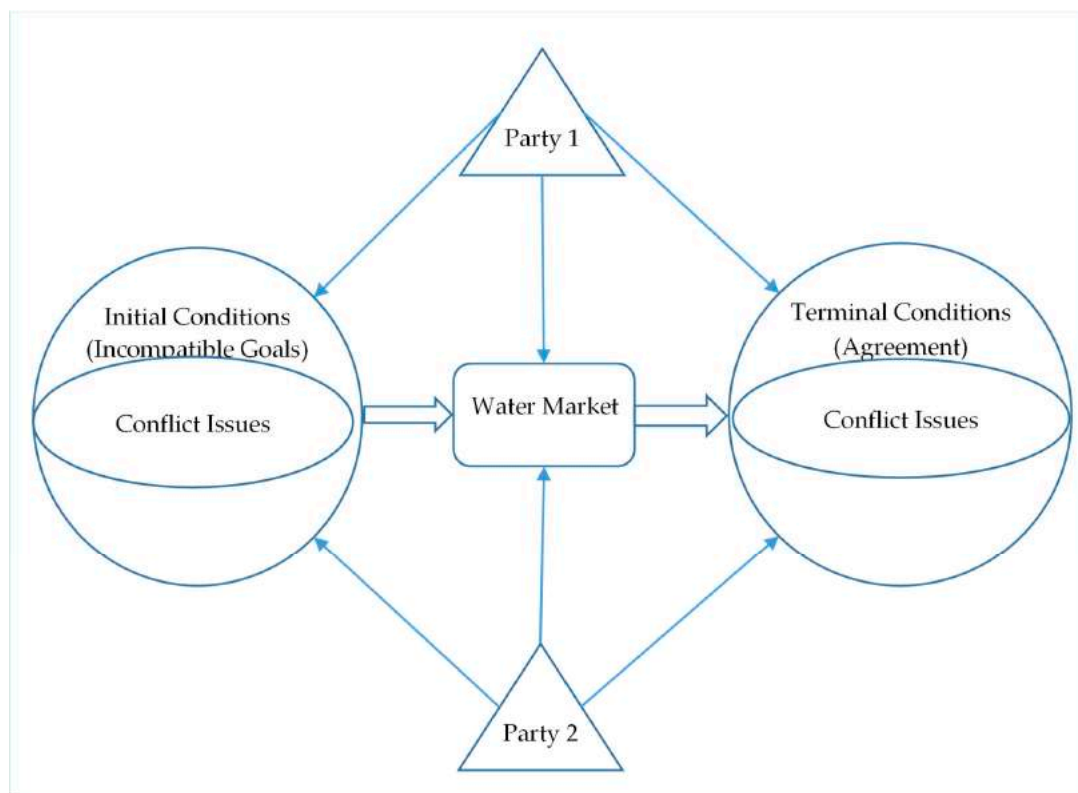 Party 1
Initial Conditions
(Incompatible Goals)
Conflict Issues
Water Market
Terminal Conditions
(Agreement)
Conflict Issues
Party 2